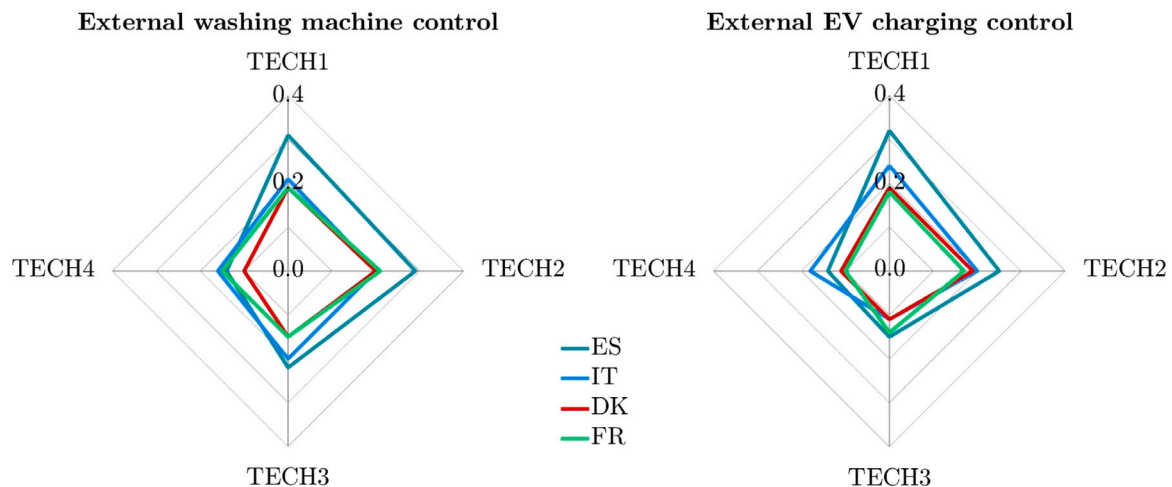 External washing machine control
TECH1
0.4
0.2
TECH4
0.0
TECH2
TECH3
ES
IT
DK
FR
External EV charging control
TECH1
0.4
0.2
TECH4
0.0
TECH2
TECH3